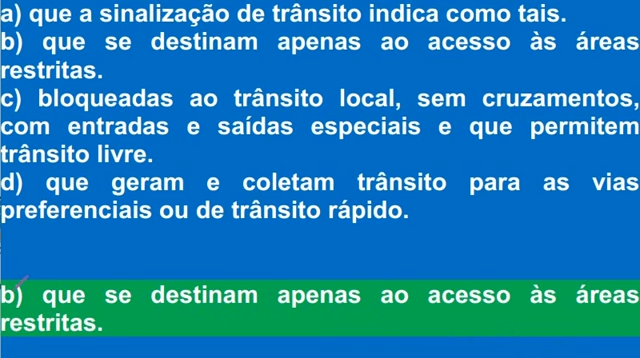 a) que a sinalização de trânsito indica como tais.
b) que se destinam apenas ao acesso às áreas
restritas.
c) bloqueadas ao trânsito local, sem cruzamentos,
com entradas e saídas especiais e que permitem
trânsito livre.
d) que geram e coletam trânsito para as vias
preferenciais ou de trânsito rápido.
b) que se destinam apenas ao acesso às áreas
restritas.